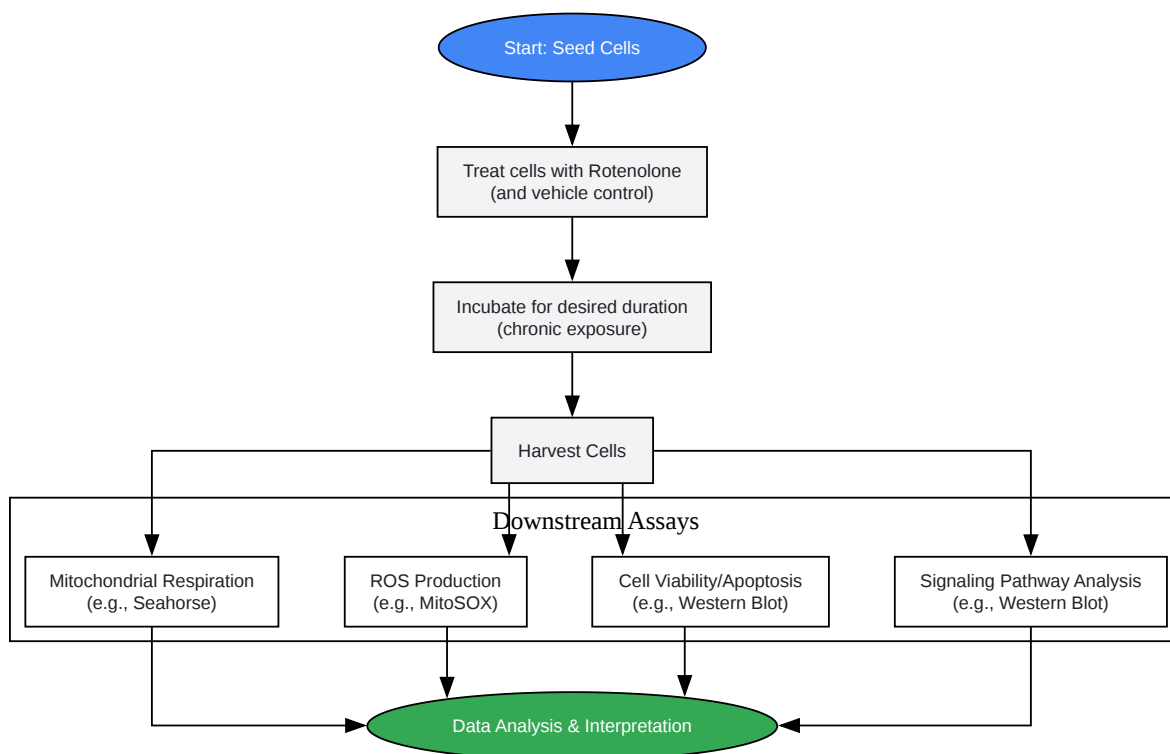 Start: Seed Cells
Treat cells with Rotenolone
(and vehicle control)
Incubate for desired duration
(chronic exposure)
Harvest Cells
Downstream Assays
Mitochondrial Respiration
(e.g., Seahorse)
ROS Production
(e.g., MitoSOX)
Cell Viability/Apoptosis
(e.g., Western Blot)
Signaling Pathway Analysis
(e.g., Western Blot)
Data Analysis & Interpretation